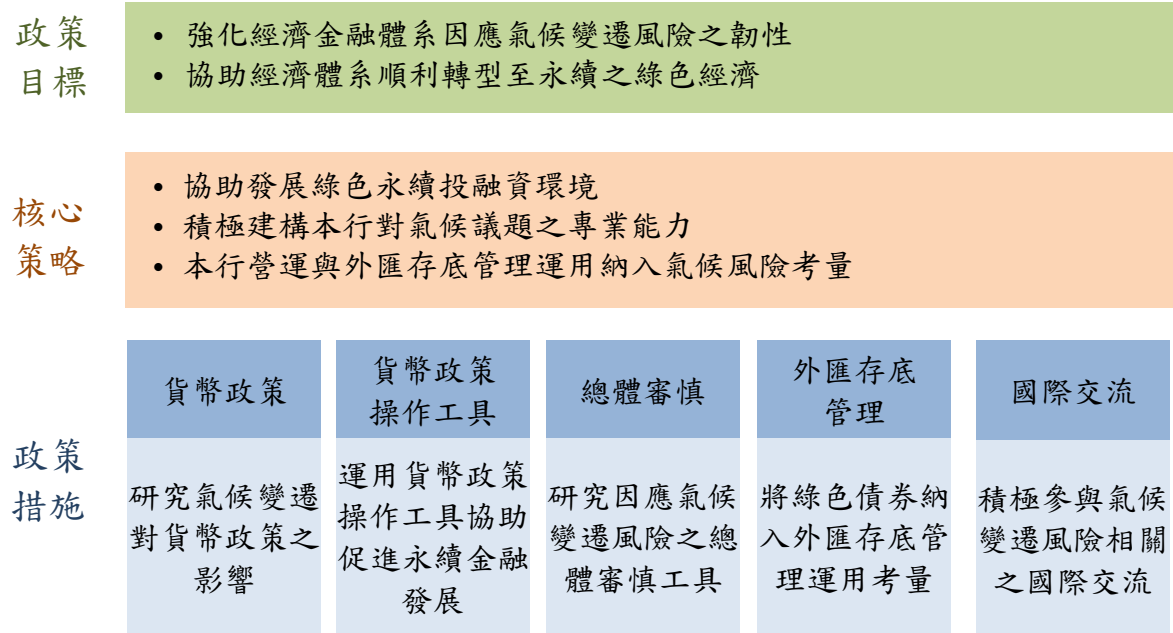 政策
目標
• 強化經濟金融體系因應氣候變遷風險之韌性
• 協助經濟體系順利轉型至永續之綠色經濟
核心
策略
• 協助發展綠色永續投融資環境
• 積極建構本行對氣候議題之專業能力
• 本行營運與外匯存底管理運用納入氣候風險考量
政策
措施
貨幣政策
研究氣候變遷
對貨幣政策之
影響
貨幣政策
操作工具
運用貨幣政策
操作工具協助
促進永續金融
發展
總體審慎
研究因應氣候
變遷風險之總
體審慎工具
外匯存底
管理
將綠色債券納
入外匯存底管
理運用考量
國際交流
積極參與氣候
變遷風險相關
之國際交流